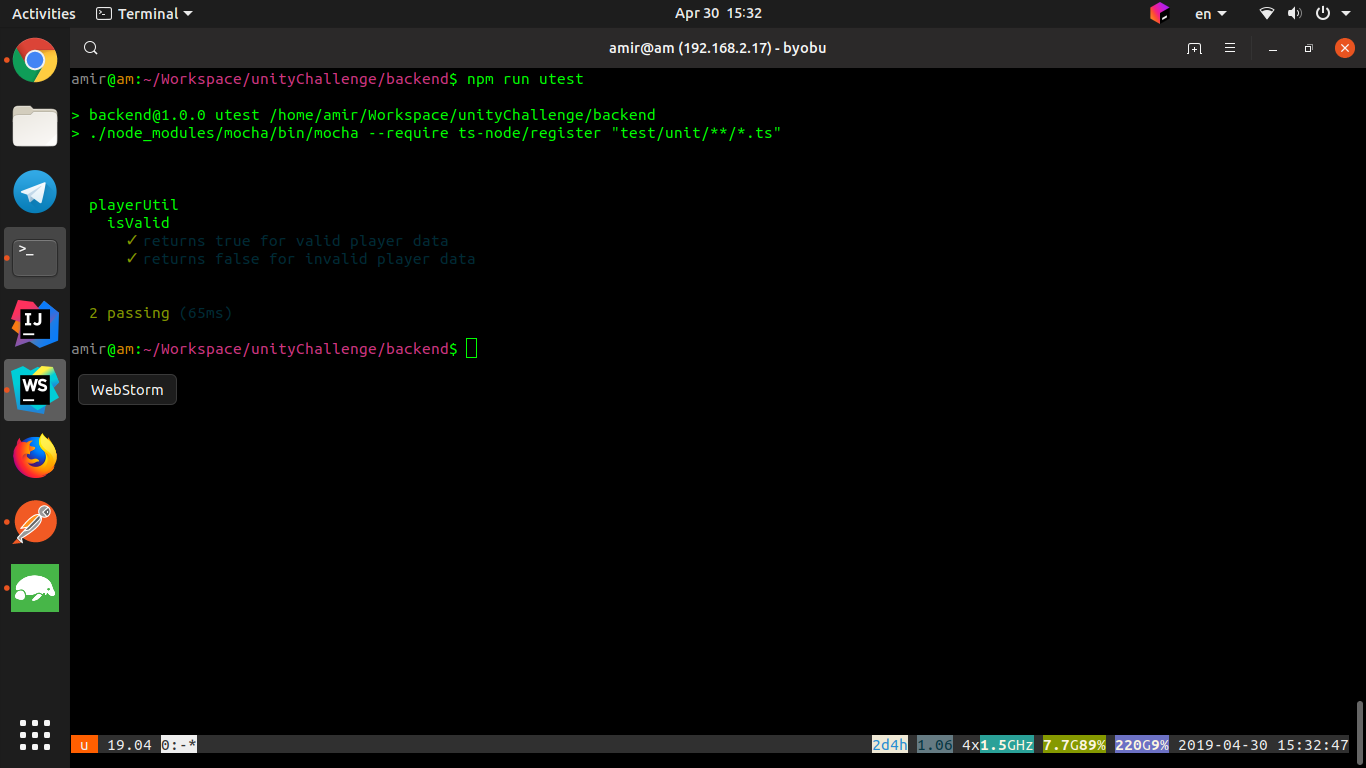 Activities
Terminal
Apr 30 15:32
en
amir@am (192.168.2.17) - byobu
amir@am:~/Workspace/unityChallenge/backend$ npm run utest
> backend@1.0.0 utest /home/amir/Workspace/unityChallenge/backend
> ./node_modules/mocha/bin/mocha --require ts-node/register "test/unit/**/*.ts"
playerUtil
isValid
✓ returns true for valid player data
✓ returns false for invalid player data
2 passing (65ms)
amir@am:~/Workspace/unityChallenge/backend$
>_
IJ
WS
WebStorm
u 19.04 0:-* 2d4h 1.06 4x1.5GHz 7.7G89% 220G9% 2019-04-30 15:32:47